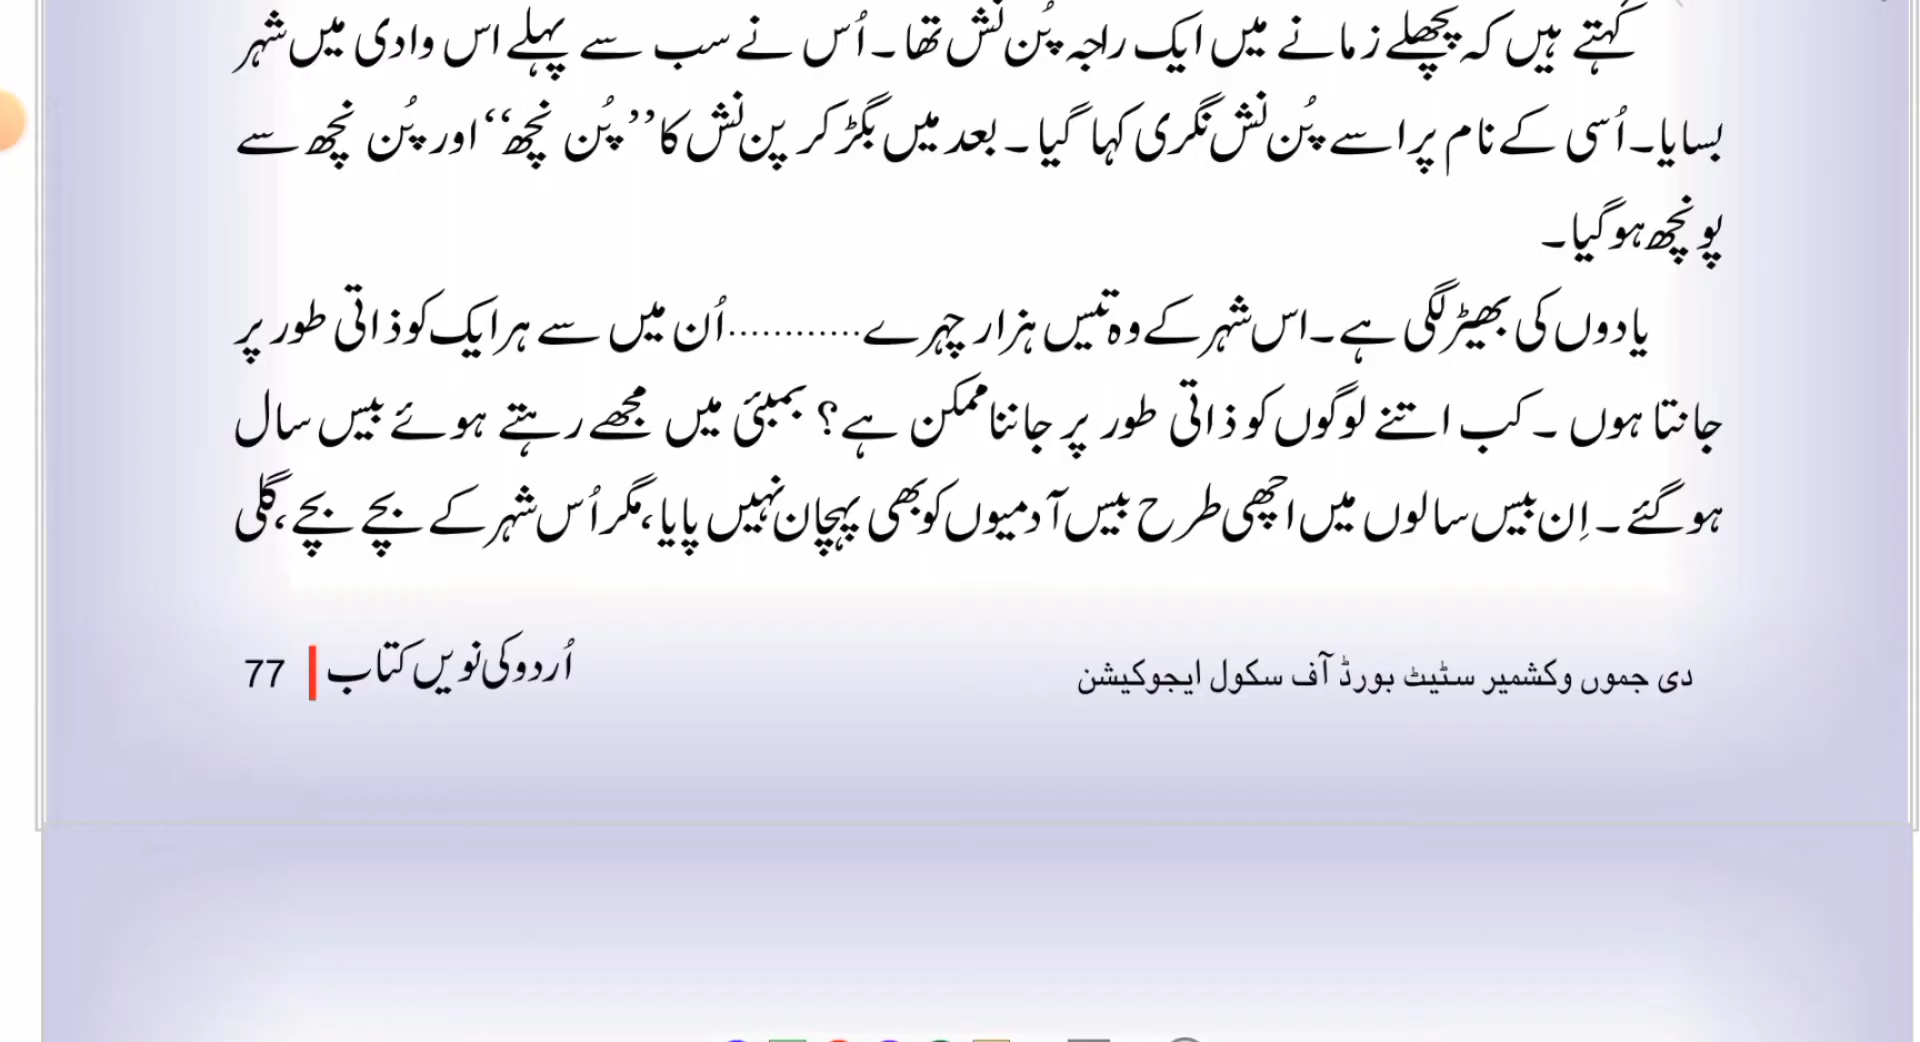 کہتے ہیں کہ پچھلے زمانے میں ایک راجہ پُن نَش تھا۔ اُس نے سب سے پہلے اس وادی میں شہر
بسایا۔ اُسی کے نام پر اسے پُن نش نگری کہا گیا۔ بعد میں بگڑ کر پن نش کا ’’پُن نچھ‘‘ اور پُن نچھ سے
پونچھ ہو گیا۔
یادوں کی بھیڑ لگی ہے۔ اس شہر کے وہ تیس ہزار چہرے............اُن میں سے ہر ایک کو ذاتی طور پر
جانتا ہوں ۔ کب اتنے لوگوں کو ذاتی طور پر جاننا ممکن ہے؟ بمبئی میں مجھے رہتے ہوئے بیس سال
ہو گئے ۔ اِن بیس سالوں میں اچھی طرح بیس آدمیوں کو بھی پہچان نہیں پایا، مگر اُس شہر کے بچے بچے، گلی
دی جموں وکشمیر سٹیٹ بورڈ آف سکول ایجوکیشن
اُردو کی نویں کتاب | 77